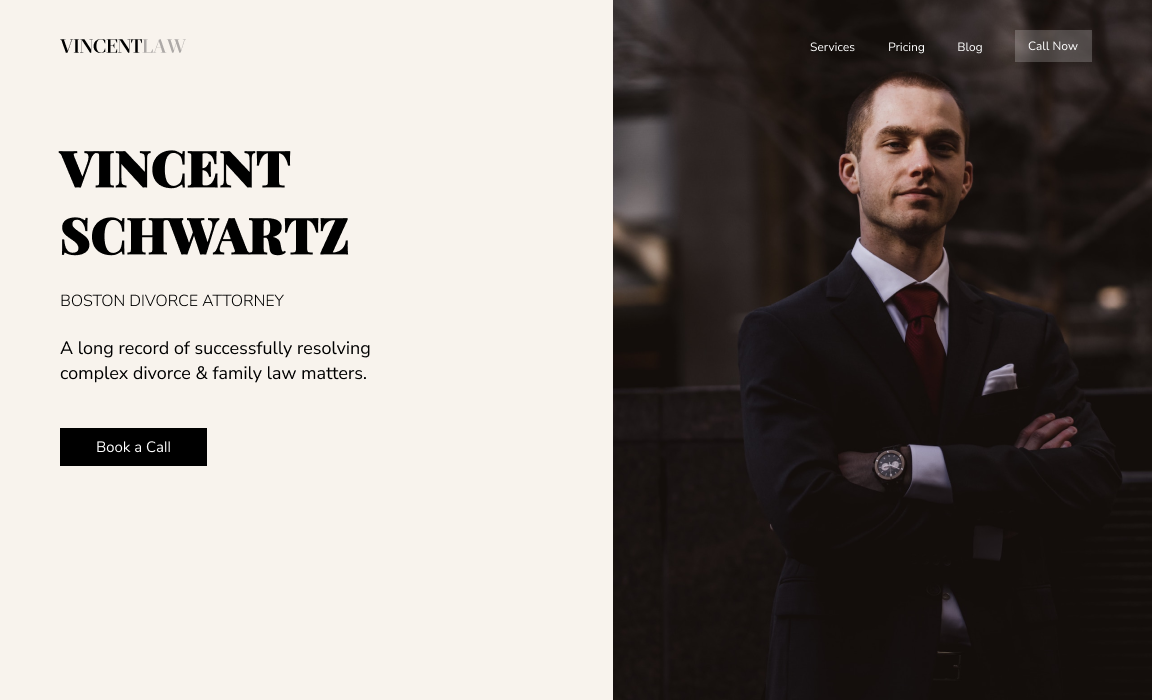 VINCENTLAW
Services
Pricing
Blog
Call Now
VINCENT
SCHWARTZ
BOSTON DIVORCE ATTORNEY
A long record of successfully resolving
complex divorce & family law matters.
Book a Call